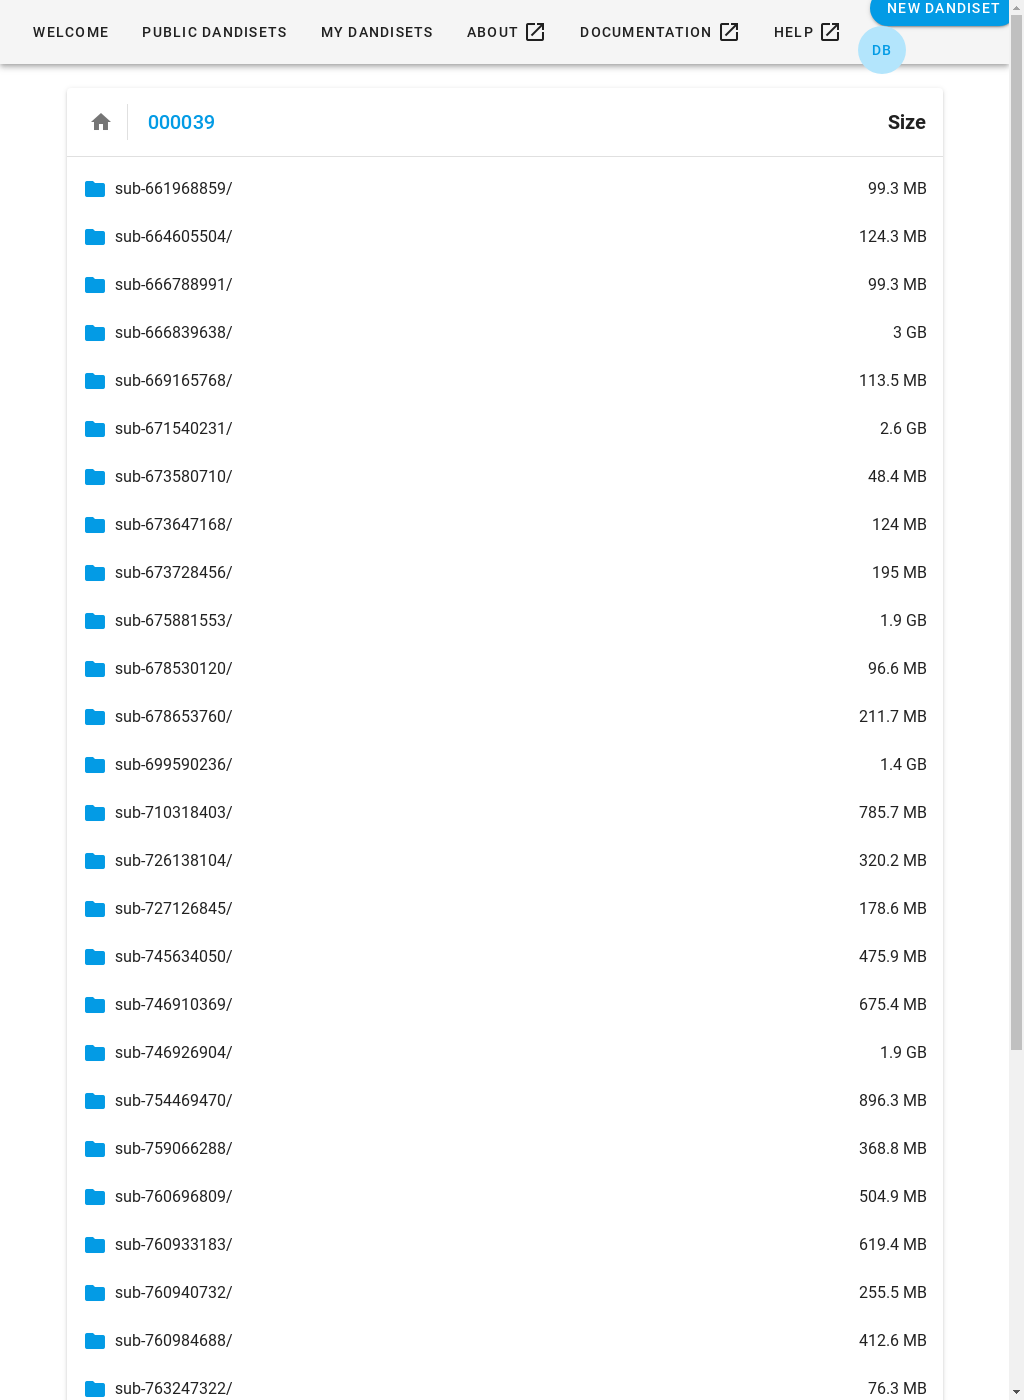 WELCOME PUBLIC DANDISETS MY DANDISETS ABOUT DOCUMENTATION HELP NEW DANDISET
DB
000039 Size
sub-661968859/ 99.3 MB
sub-664605504/ 124.3 MB
sub-666788991/ 99.3 MB
sub-666839638/ 3 GB
sub-669165768/ 113.5 MB
sub-671540231/ 2.6 GB
sub-673580710/ 48.4 MB
sub-673647168/ 124 MB
sub-673728456/ 195 MB
sub-675881553/ 1.9 GB
sub-678530120/ 96.6 MB
sub-678653760/ 211.7 MB
sub-699590236/ 1.4 GB
sub-710318403/ 785.7 MB
sub-726138104/ 320.2 MB
sub-727126845/ 178.6 MB
sub-745634050/ 475.9 MB
sub-746910369/ 675.4 MB
sub-746926904/ 1.9 GB
sub-754469470/ 896.3 MB
sub-759066288/ 368.8 MB
sub-760696809/ 504.9 MB
sub-760933183/ 619.4 MB
sub-760940732/ 255.5 MB
sub-760984688/ 412.6 MB
sub-763247322/ 76.3 MB